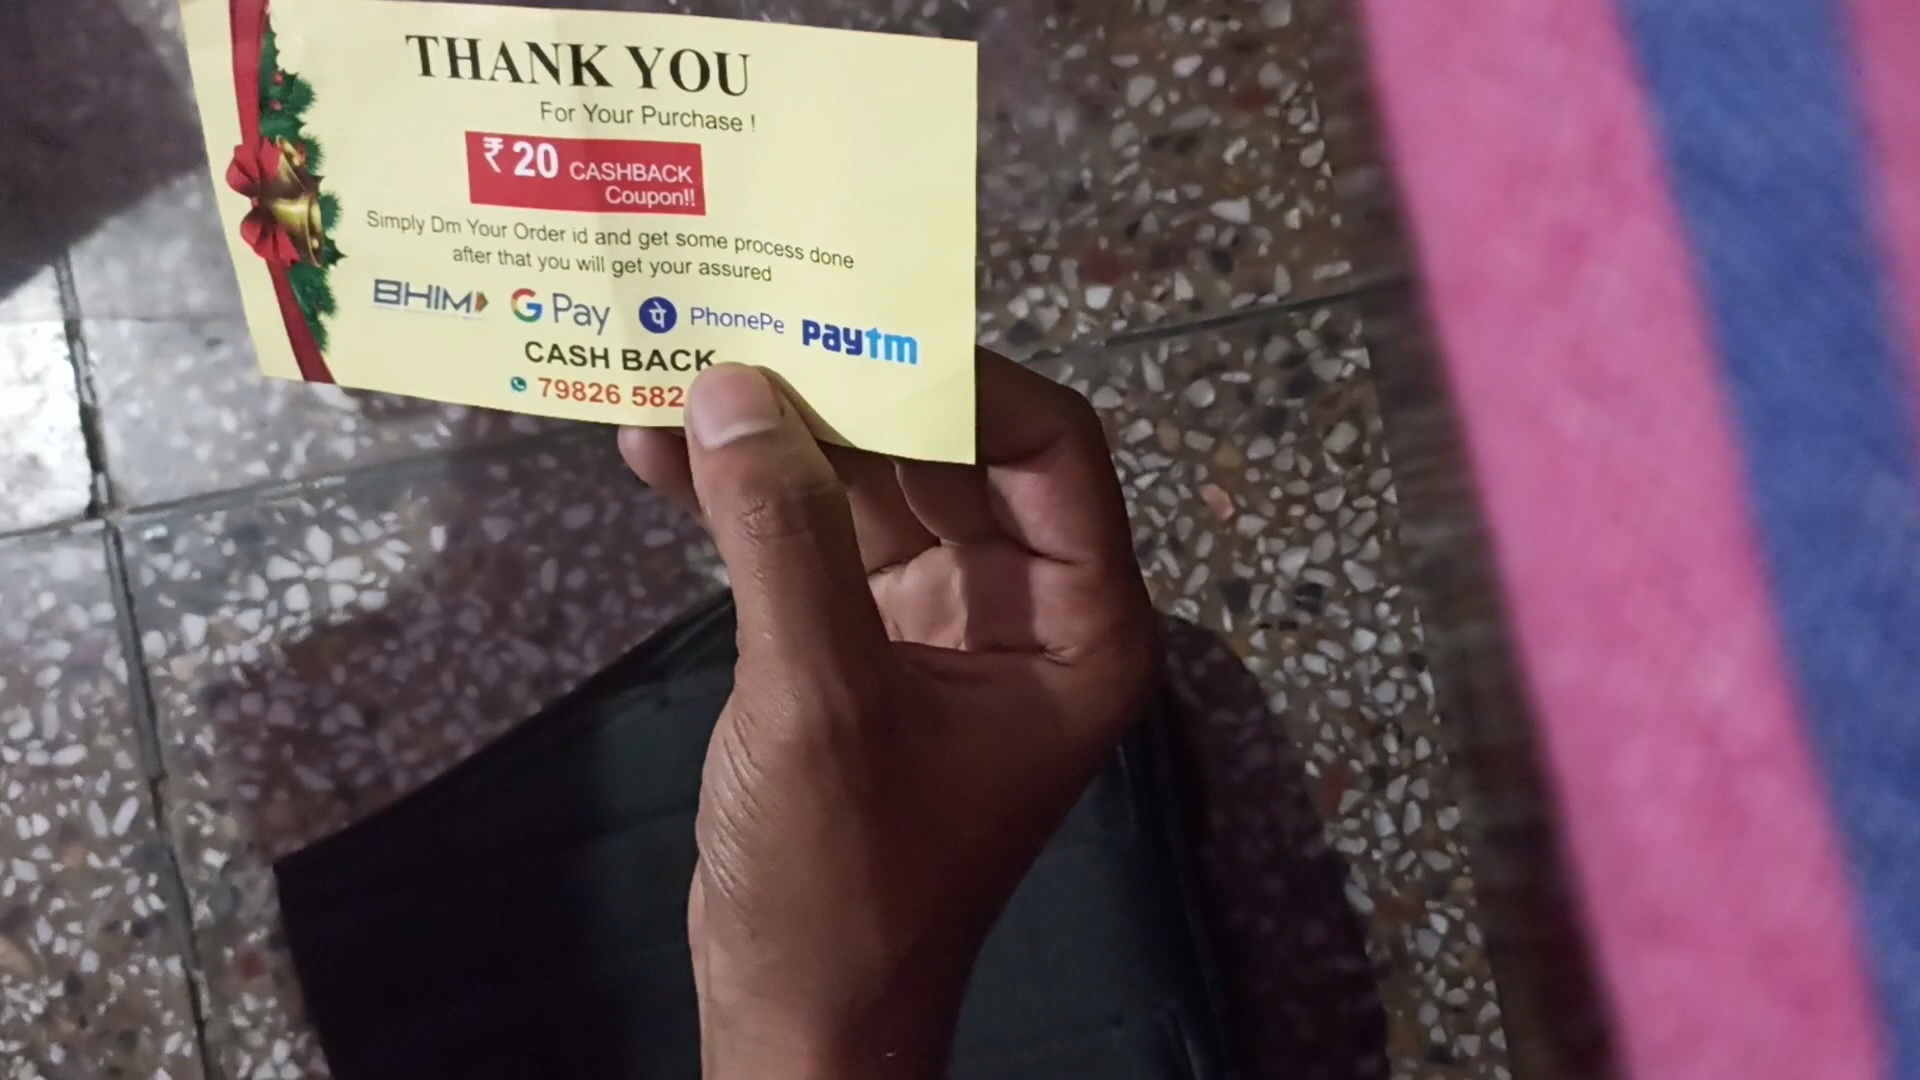 THANK YOU
For Your Purchase !
₹ 20 CASHBACK
Coupon!!
Simply Dm Your Order id and get some process done
after that you will get your assured
BHIM G Pay पे PhonePe paytm
CASH BACK
79826 582